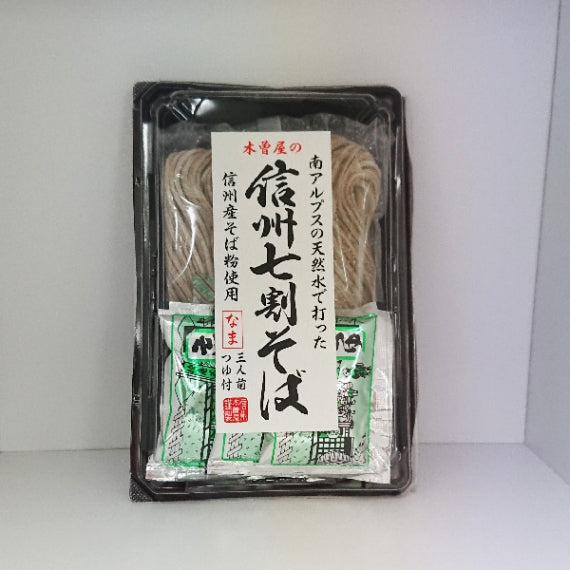 木曽屋の
南アルプスの天然水で打った
信州七割そば
信州産そば粉使用
なま
三人前
つゆ付